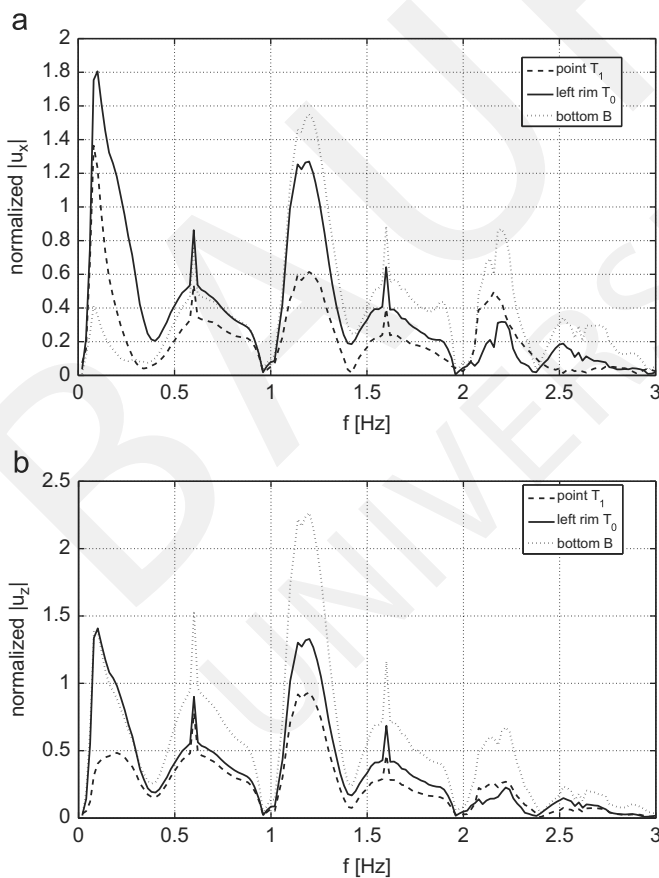 a
2
1.8
1.6
1.4
1.2
1
0.8
0.6
0.4
0.2
0
normalized |uₓ|
point T₁
left rim T₀
bottom B
0 0.5 1 1.5 2 2.5 3
f [Hz]
b
2.5
2
1.5
1
0.5
0
normalized |u_z|
point T₁
left rim T₀
bottom B
0 0.5 1 1.5 2 2.5 3
f [Hz]
BAU
UNIVERS